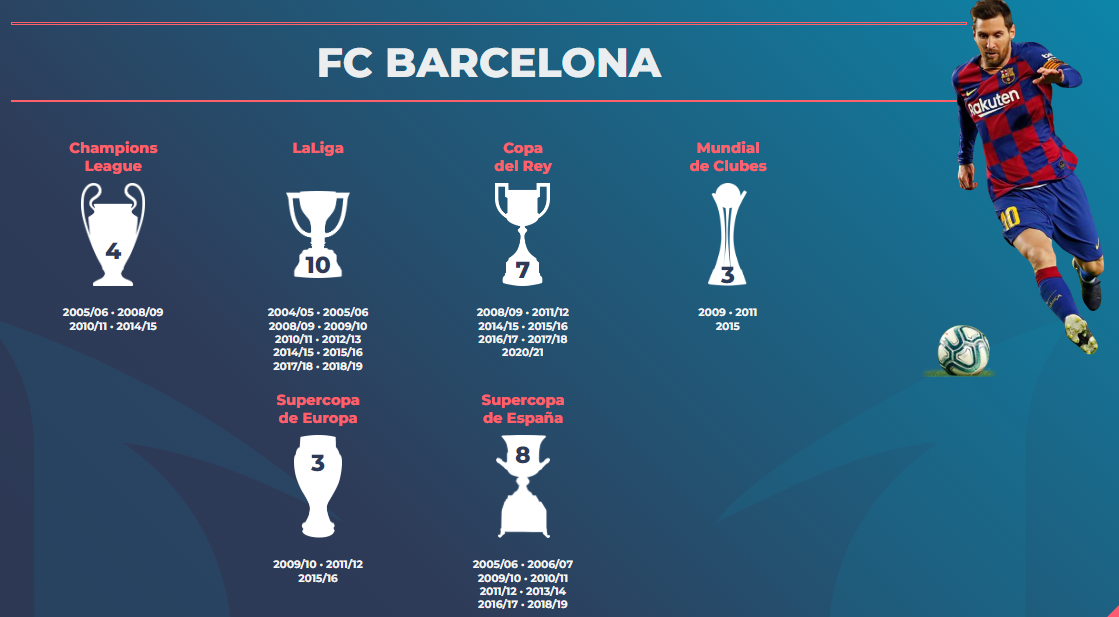 FC BARCELONA
Rakuten
10
Champions
League
4
2005/06 • 2008/09
2010/11 • 2014/15
LaLiga
10
2004/05 • 2005/06
2008/09 • 2009/10
2010/11 • 2012/13
2014/15 • 2015/16
2017/18 • 2018/19
Copa
del Rey
7
2008/09 • 2011/12
2014/15 • 2015/16
2016/17 • 2017/18
2020/21
Mundial
de Clubes
3
2009 • 2011
2015
Supercopa
de Europa
3
2009/10 • 2011/12
2015/16
Supercopa
de España
8
2005/06 • 2006/07
2009/10 • 2010/11
2011/12 • 2013/14
2016/17 • 2018/19